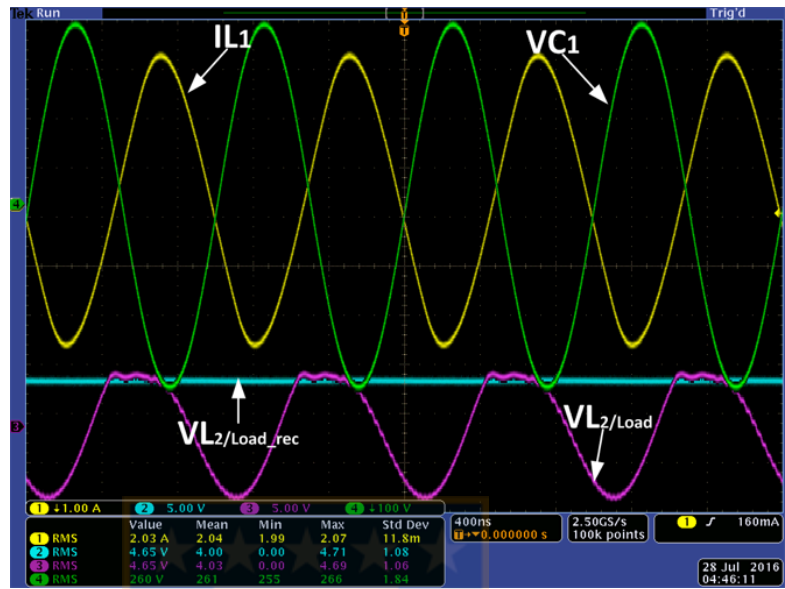 Tek Run Trig'd
T
T
IL1
VC1
4
3
VL2/Load_rec
VL2/Load
1 ↓1.00 A 2 5.00 V 3 5.00 V 4 ↓100 V
Value Mean Min Max Std Dev
1 RMS 2.03 A 2.04 1.99 2.07 11.8m
2 RMS 4.65 V 4.00 0.00 4.71 1.08
3 RMS 4.65 V 4.03 0.00 4.69 1.06
4 RMS 260 V 261 255 266 1.84
400ns
T→▼0.000000 s
2.50GS/s
100k points
1 ƒ 160mA
28 Jul 2016
04:46:11